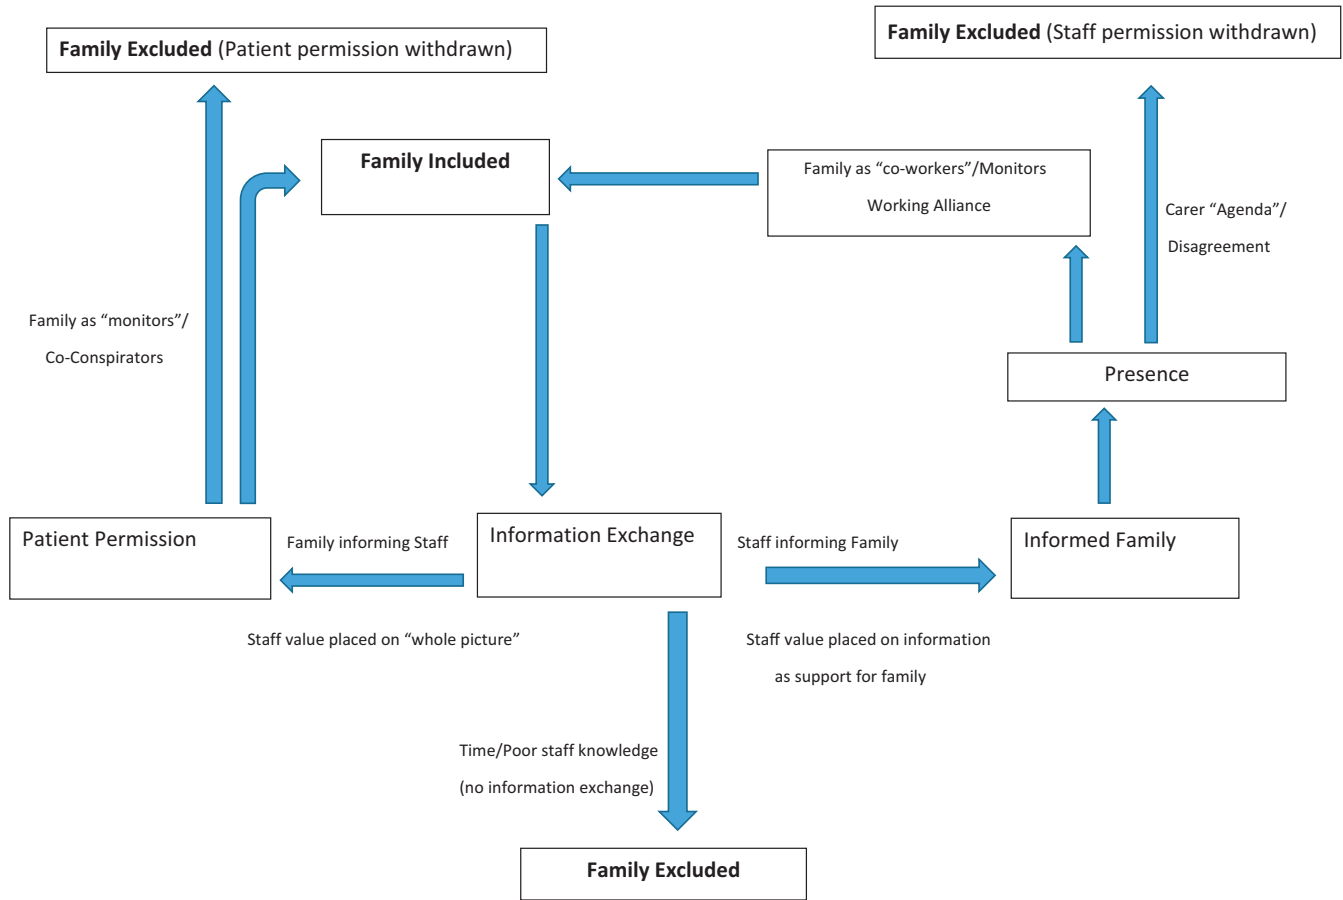 Family Excluded (Patient permission withdrawn)
Family Excluded (Staff permission withdrawn)
Family Included
Family as “co-workers”/Monitors
Working Alliance
Carer “Agenda”/
Disagreement
Family as “monitors”/
Co-Conspirators
Presence
Patient Permission
Family informing Staff
Information Exchange
Staff informing Family
Informed Family
Staff value placed on “whole picture”
Staff value placed on information
as support for family
Time/Poor staff knowledge
(no information exchange)
Family Excluded